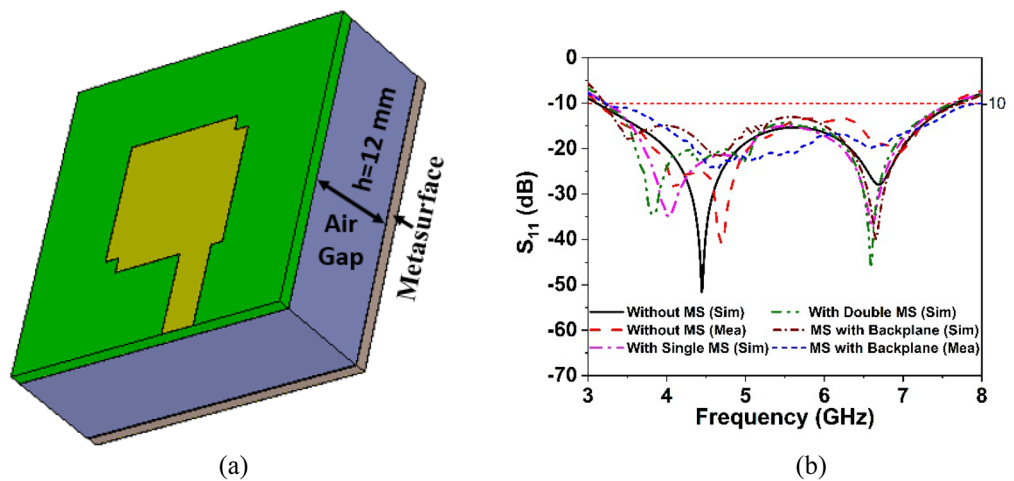 h=12 mm
Air
Gap
Metasurface
(a)
0
-10
-20
-30
-40
-50
-60
-70
S11 (dB)
10
Without MS (Sim)
Without MS (Mea)
With Single MS (Sim)
With Double MS (Sim)
MS with Backplane (Sim)
MS with Backplane (Mea)
3 4 5 6 7 8
Frequency (GHz)
(b)